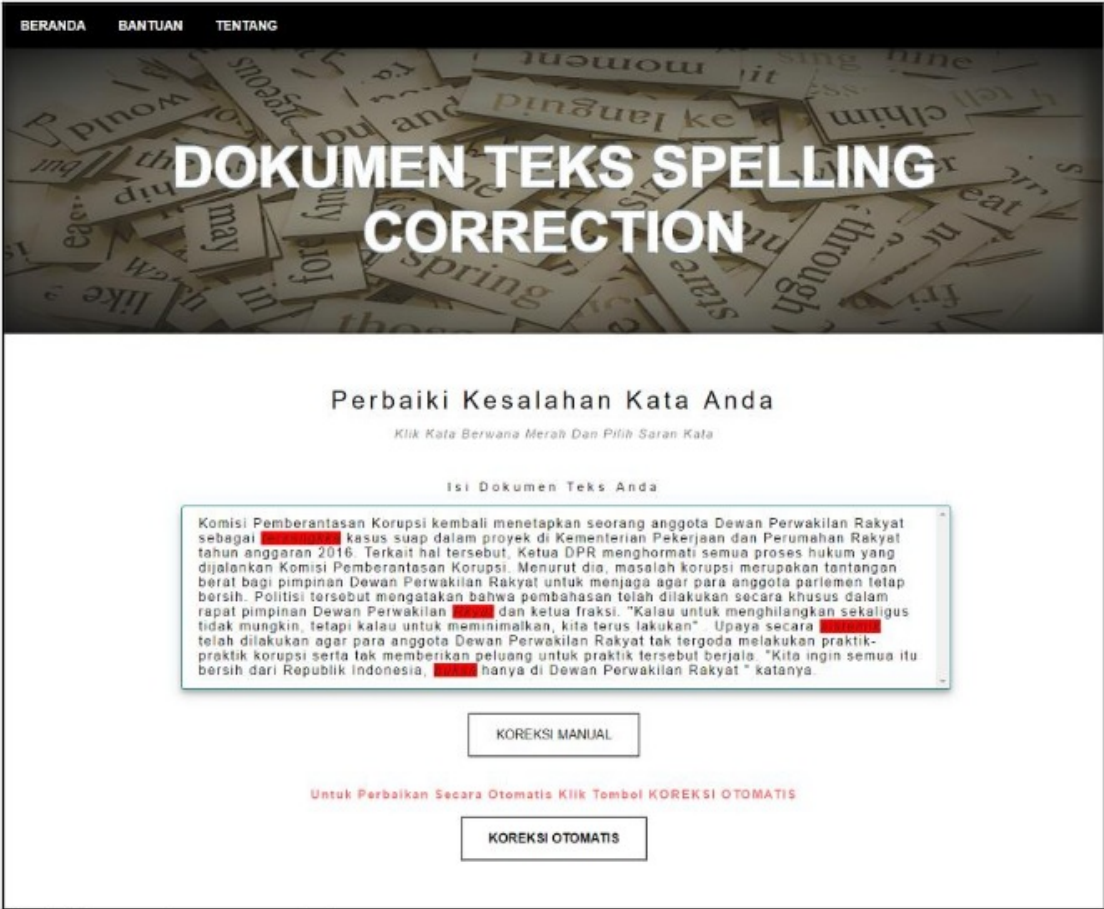 BERANDA BANTUAN TENTANG
DOKUMEN TEKS SPELLING
CORRECTION
Perbaiki Kesalahan Kata Anda
Klik Kata Berwana Merah Dan Pilih Saran Kata
Isi Dokumen Teks Anda
Komisi Pemberantasan Korupsi kembali menetapkan seorang anggota Dewan Perwakilan Rakyat
sebagai kasus suap dalam proyek di Kementerian Pekerjaan dan Perumahan Rakyat
tahun anggaran 2016. Terkait hal tersebut, Ketua DPR menghormati semua proses hukum yang
dijalankan Komisi Pemberantasan Korupsi. Menurut dia, masalah korupsi merupakan tantangan
berat bagi pimpinan Dewan Perwakilan Rakyat untuk menjaga agar para anggota parlemen tetap
bersih. Politisi tersebut mengatakan bahwa pembahasan telah dilakukan secara khusus dalam
rapat pimpinan Dewan Perwakilan dan ketua fraksi. "Kalau untuk menghilangkan sekaligus
tidak mungkin, tetapi kalau untuk meminimalkan, kita terus lakukan" . Upaya secara
telah dilakukan agar para anggota Dewan Perwakilan Rakyat tak tergoda melakukan praktik-
praktik korupsi serta tak memberikan peluang untuk praktik tersebut berjala. "Kita ingin semua itu
bersih dari Republik Indonesia, hanya di Dewan Perwakilan Rakyat " katanya.
KOREKSI MANUAL
Untuk Perbaikan Secara Otomatis Klik Tombol KOREKSI OTOMATIS
KOREKSI OTOMATIS